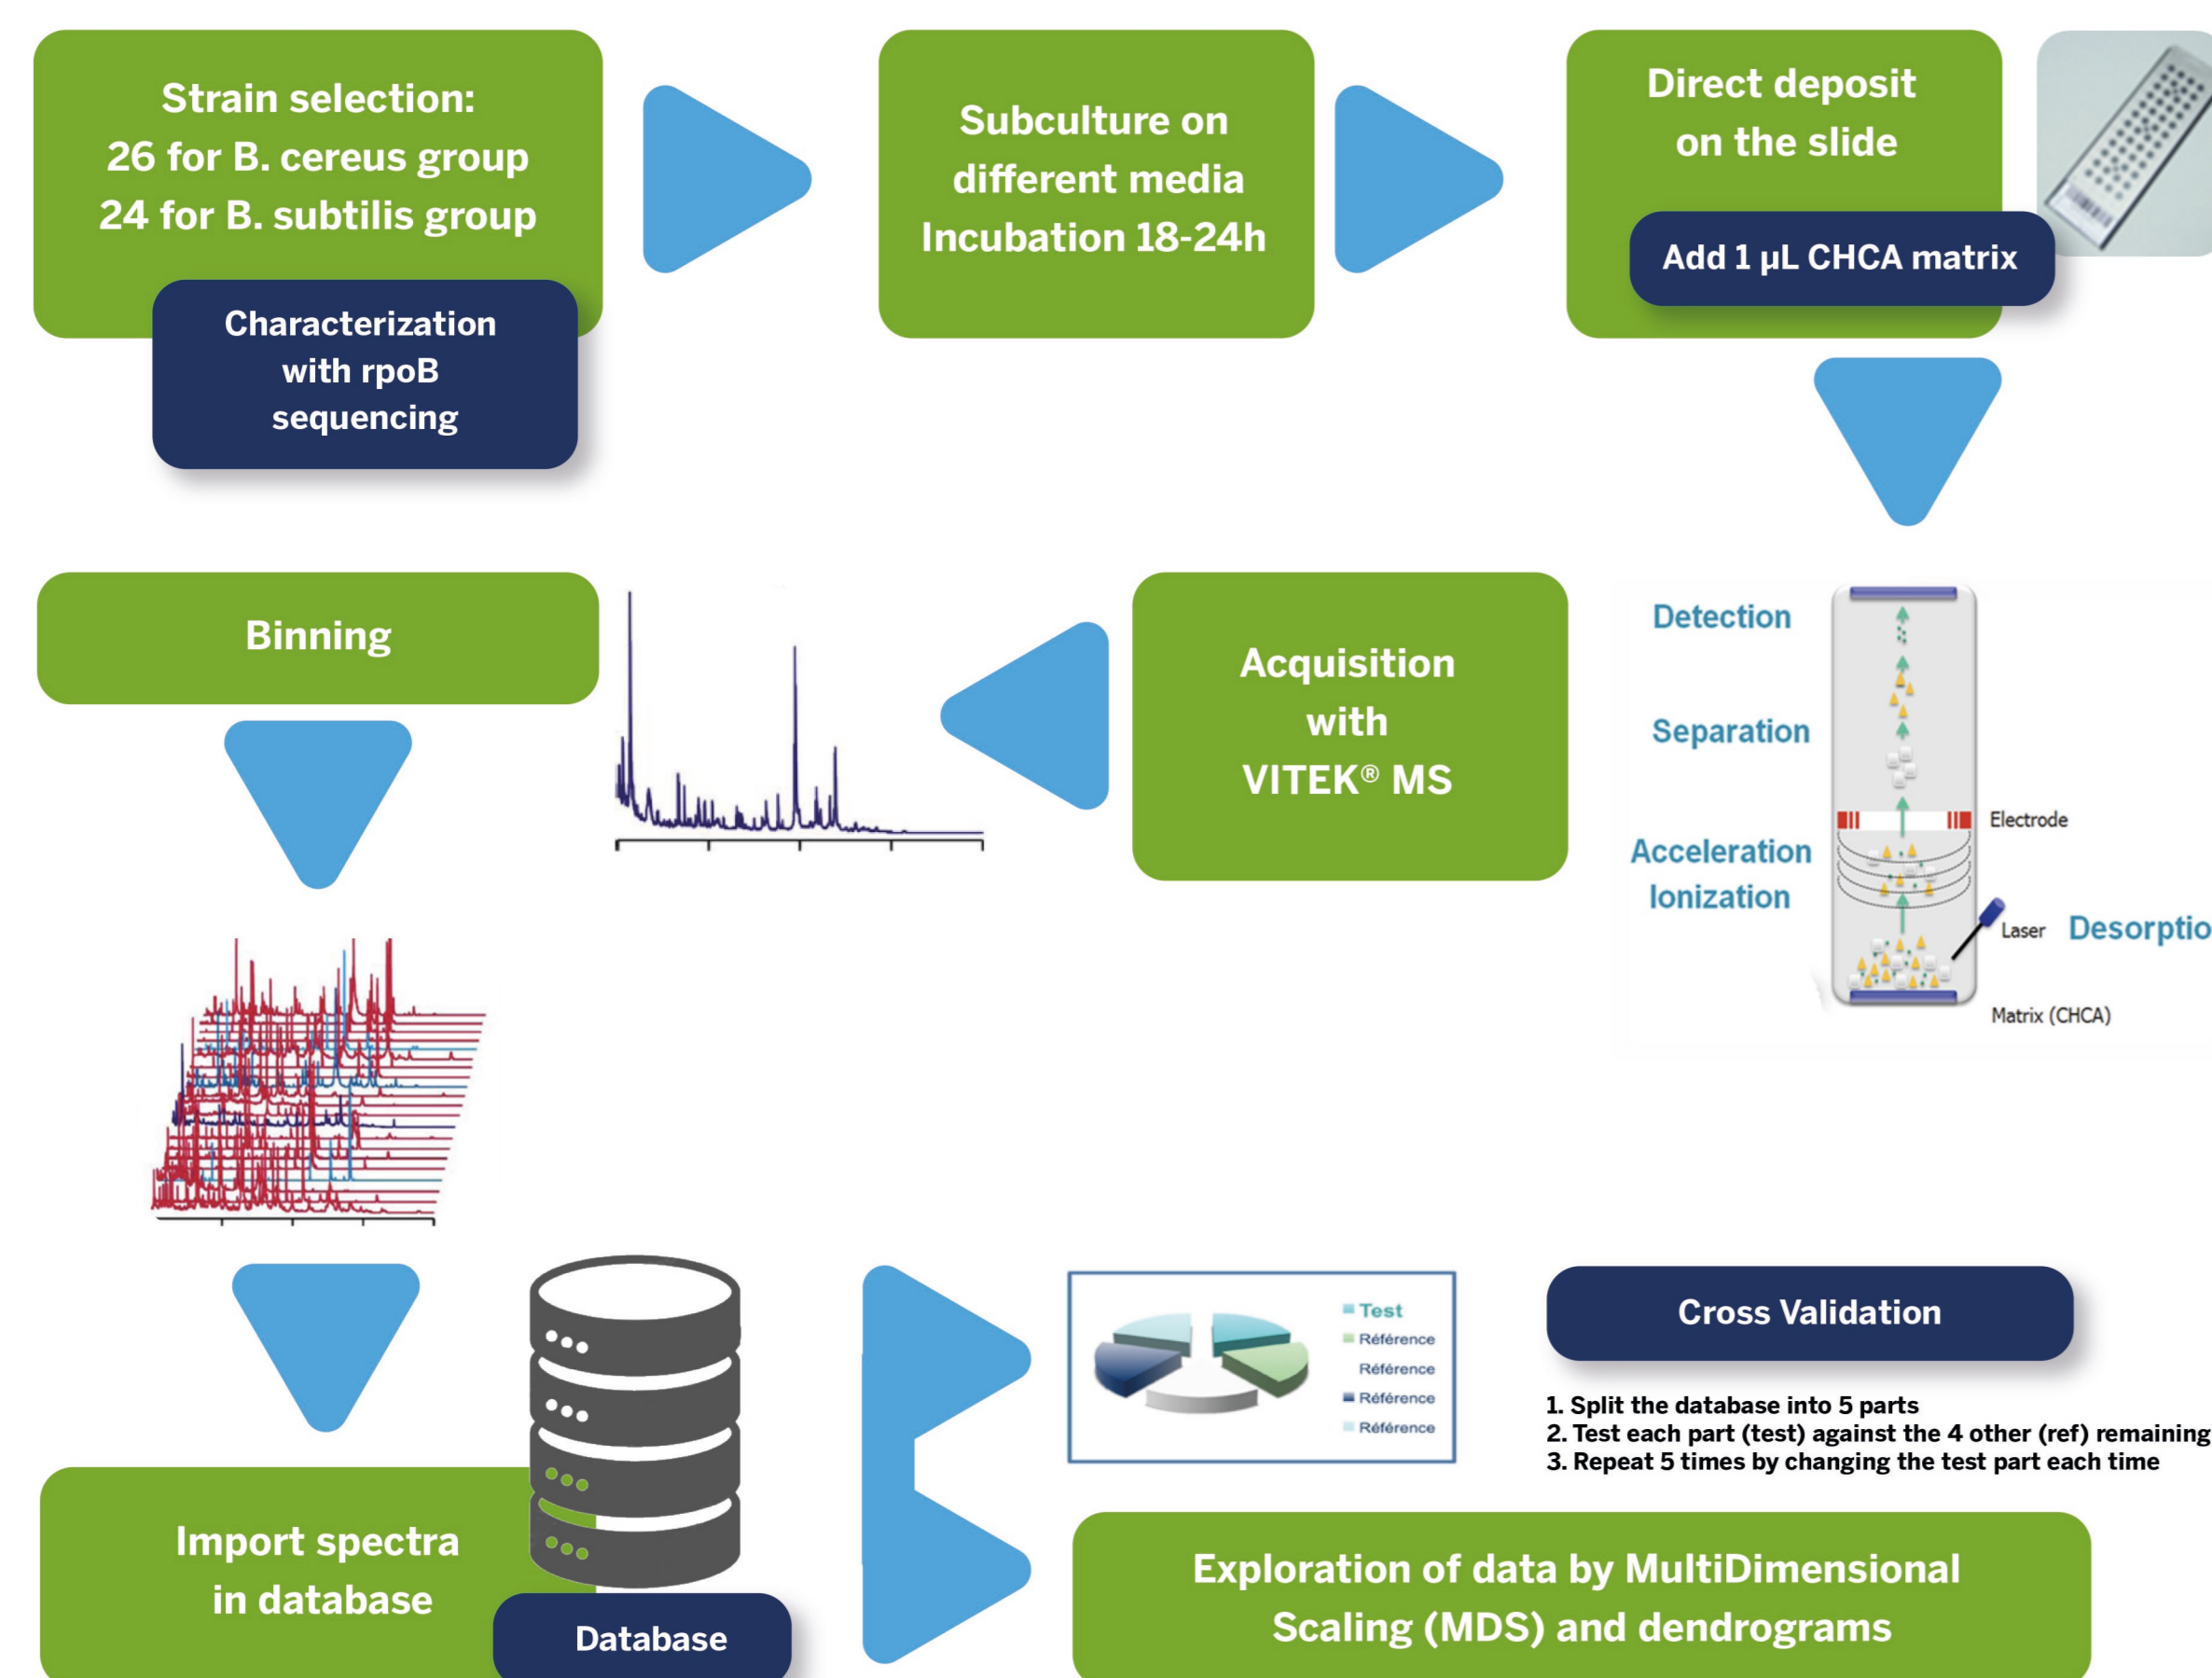 Strain selection:
26 for B. cereus group
24 for B. subtilis group
Characterization
with rpoB
sequencing
Subculture on
different media
Incubation 18-24h
Direct deposit
on the slide
Add 1 µL CHCA matrix
Binning
Acquisition
with
VITEK® MS
Detection
Separation
Electrode
Acceleration
Ionization
Laser
Desorptio
Matrix (CHCA)
Import spectra
in database
Database
Test
Référence
Référence
Référence
Référence
Cross Validation
1. Split the database into 5 parts
2. Test each part (test) against the 4 other (ref) remaining
3. Repeat 5 times by changing the test part each time
Exploration of data by MultiDimensional
Scaling (MDS) and dendrograms